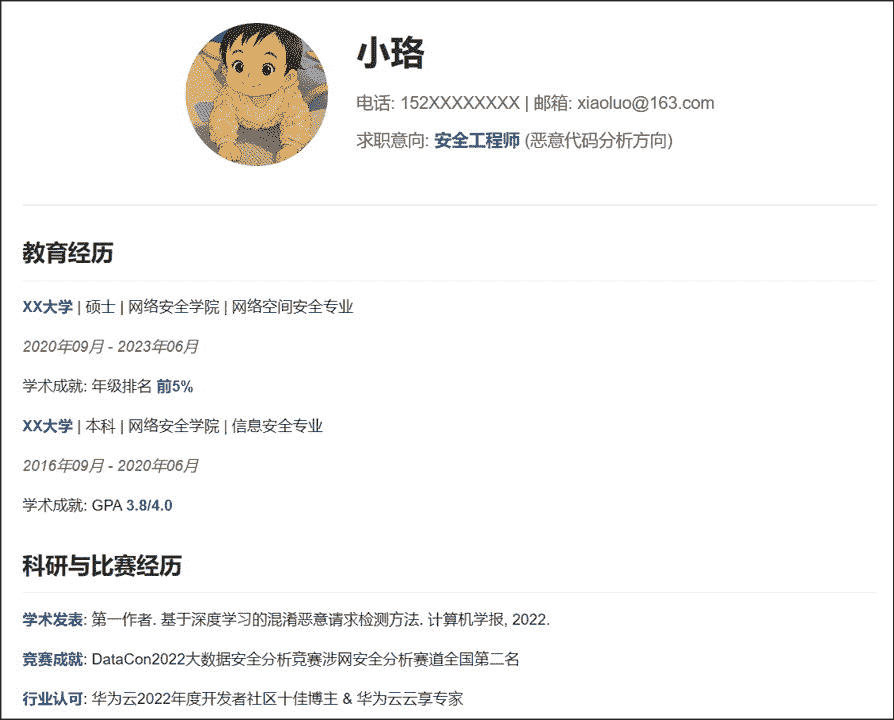 小珞
电话: 152XXXXXXXX | 邮箱: xiaoluo@163.com
求职意向: 安全工程师 (恶意代码分析方向)
教育经历
XX大学 | 硕士 | 网络安全学院 | 网络空间安全专业
2020年09月 - 2023年06月
学术成就: 年级排名 前5%
XX大学 | 本科 | 网络安全学院 | 信息安全专业
2016年09月 - 2020年06月
学术成就: GPA 3.8/4.0
科研与比赛经历
学术发表: 第一作者. 基于深度学习的混淆恶意请求检测方法. 计算机学报, 2022.
竞赛成就: DataCon2022大数据安全分析竞赛涉网安全分析赛道全国第二名
行业认可: 华为云2022年度开发者社区十佳博主 & 华为云云享专家